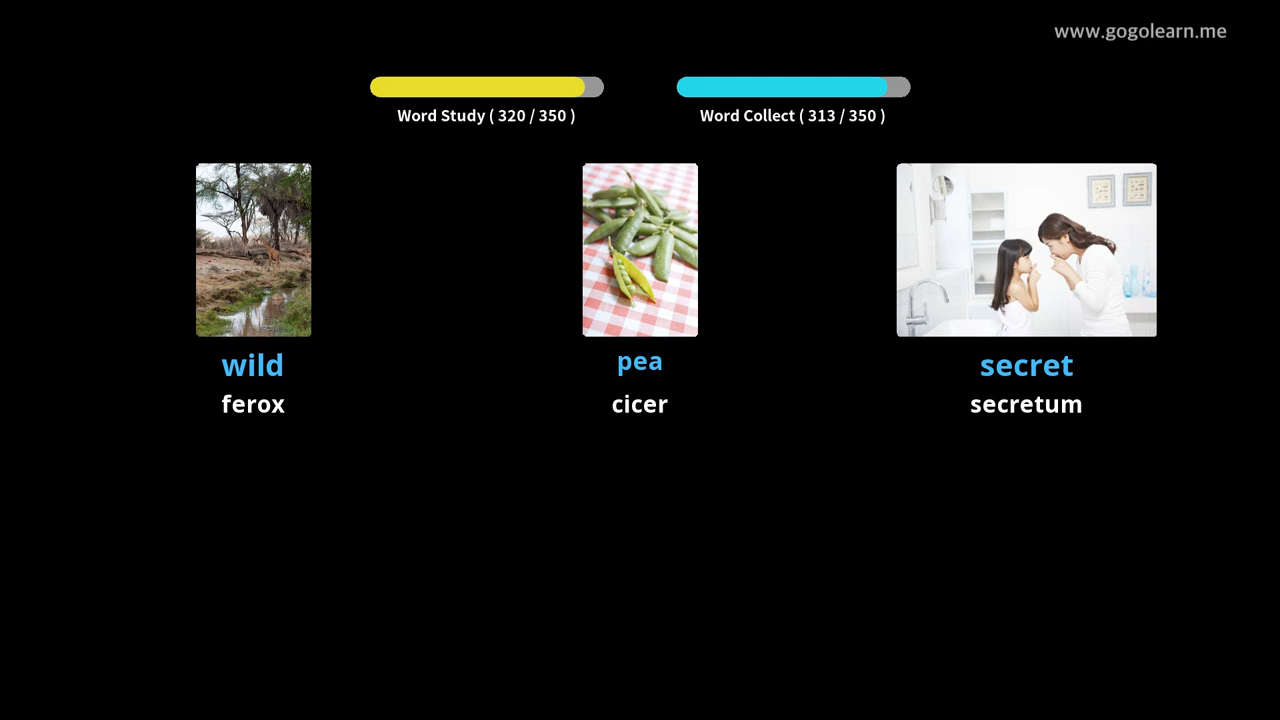 www.gogolearn.me
Word Study ( 320 / 350 )
Word Collect ( 313 / 350 )
wild
pea
secret
ferox
cicer
secretum